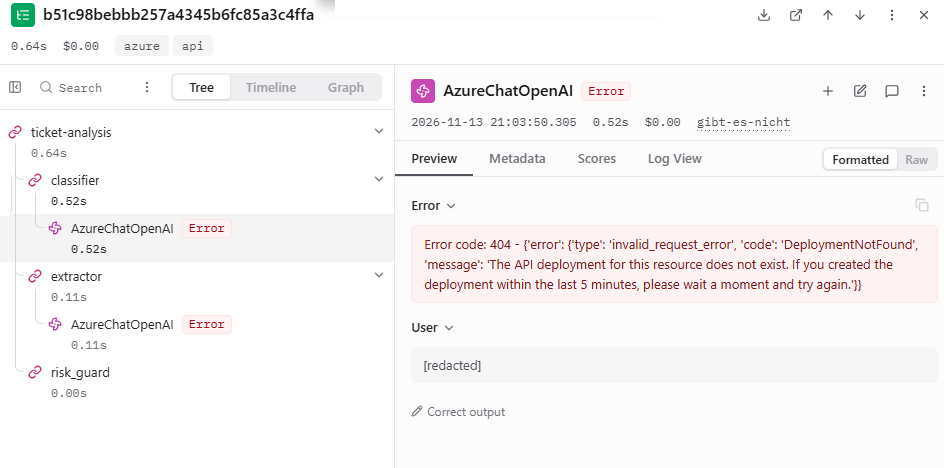 b51c98bebbb257a4345b6fc85a3c4ffa
0.64s $0.00 azure api
Search Tree Timeline Graph
ticket-analysis
0.64s
classifier
0.52s
AzureChatOpenAI Error
0.52s
extractor
0.11s
AzureChatOpenAI Error
0.11s
risk_guard
0.00s
AzureChatOpenAI Error
2026-11-13 21:03:50.305 0.52s $0.00 gibt-es-nicht
Preview Metadata Scores Log View Formatted Raw
Error
Error code: 404 - {'error': {'type': 'invalid_request_error', 'code': 'DeploymentNotFound',
'message': 'The API deployment for this resource does not exist. If you created the
deployment within the last 5 minutes, please wait a moment and try again.'}}
User
[redacted]
Correct output